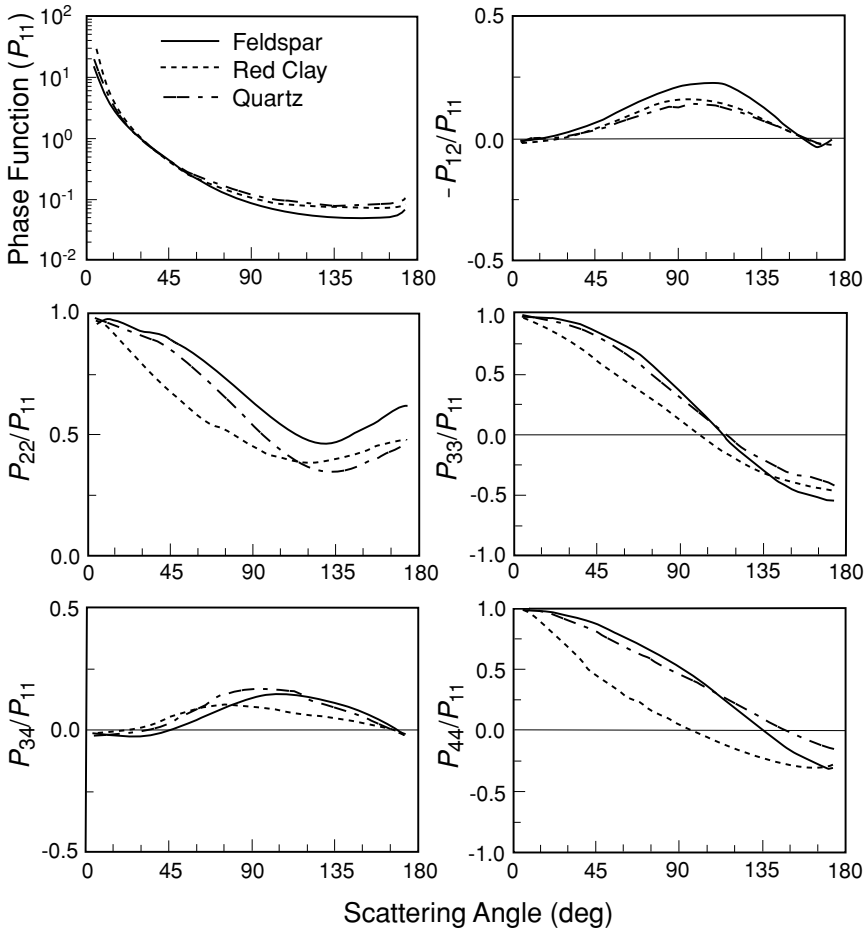 Phase Function (P11)
10^2
10^1
10^0
10^-1
10^-2
Feldspar
Red Clay
Quartz
0 45 90 135 180
-P12/P11
0.5
0.0
-0.5
0 45 90 135 180
P22/P11
1.0
0.5
0.0
0 45 90 135 180
P33/P11
1.0
0.5
0.0
-0.5
-1.0
0 45 90 135 180
P34/P11
0.5
0.0
-0.5
0 45 90 135 180
P44/P11
1.0
0.5
0.0
-0.5
-1.0
0 45 90 135 180
Scattering Angle (deg)